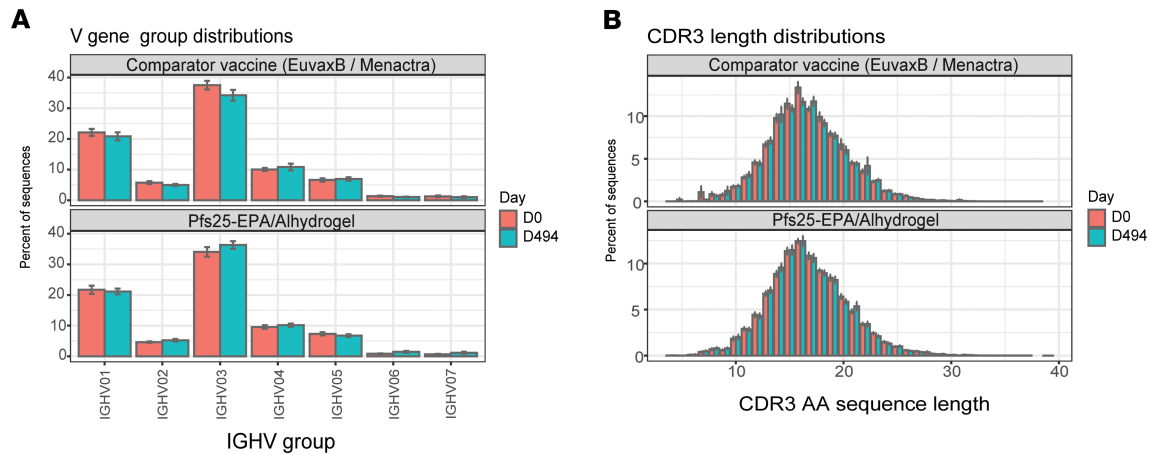 A
V gene group distributions
Comparator vaccine (EuvaxB / Menactra)
40
30
20
10
0
Pfs25-EPA/Alhydrogel
40
30
20
10
0
Percent of sequences
IGHV01
IGHV02
IGHV03
IGHV04
IGHV05
IGHV06
IGHV07
IGHV group
Day
D0
D494
B
CDR3 length distributions
Comparator vaccine (EuvaxB / Menactra)
10
5
0
Pfs25-EPA/Alhydrogel
10
5
0
Percent of sequences
10
20
30
40
CDR3 AA sequence length
Day
D0
D494